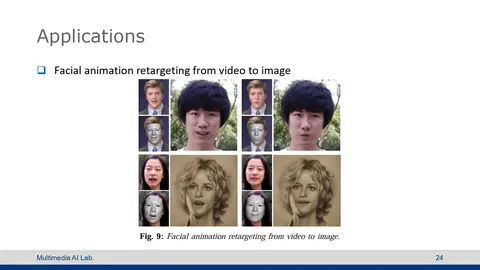 Applications
Facial animation retargeting from video to image
Fig. 9: Facial animation retargeting from video to image.
Multimedia AI Lab.
24